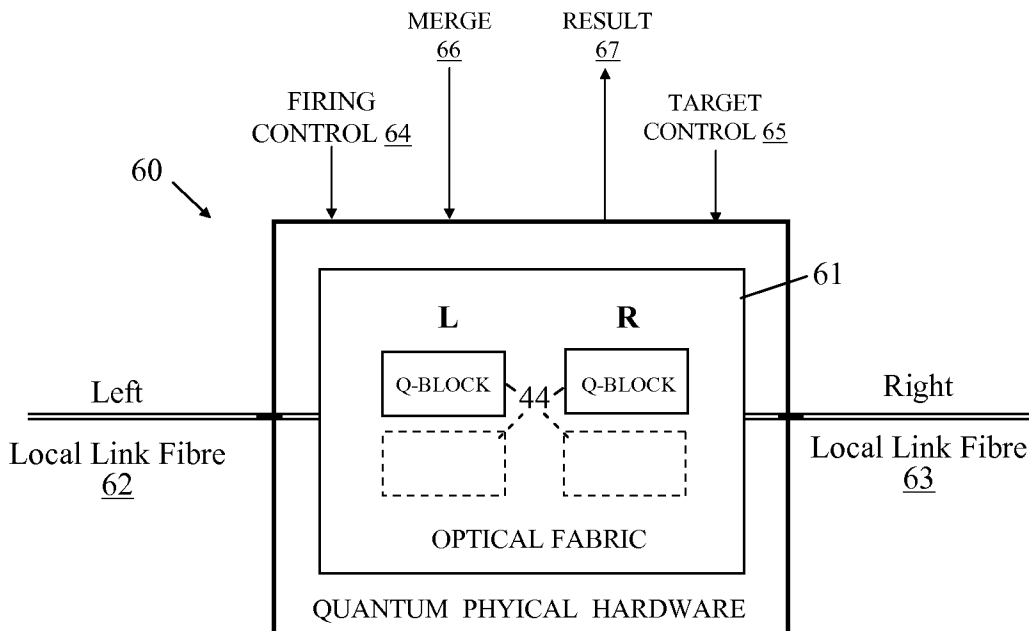 MERGE
66
RESULT
67
FIRING
CONTROL 64
TARGET
CONTROL 65
60
61
L
R
Q-BLOCK
44
Q-BLOCK
Left
Local Link Fibre
62
Right
Local Link Fibre
63
OPTICAL FABRIC
QUANTUM PHYICAL HARDWARE